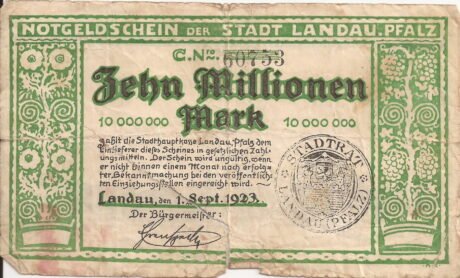 NOTGELDSCHEIN DER STADT LANDAU.PFALZ
C.No. 60753
Zehn Millionen
Mark
10 000 000 10 000 000
zahlt die Stadthauptkasse Landau, Pfalz dem
Einlieferer dieses Scheines in gesetzlichen Zah-
lungsmitteln. Der Schein wird ungültig, wenn
er nicht binnen einem Monat nach erfolg-
ter Bekanntmachung bei den veröffentlich-
ten Einziehungsstellen eingereicht wird.
Landau, den 1. Sept. 1923.
Der Bürgermeister:
STADTRAT
LANDAU (PFALZ)